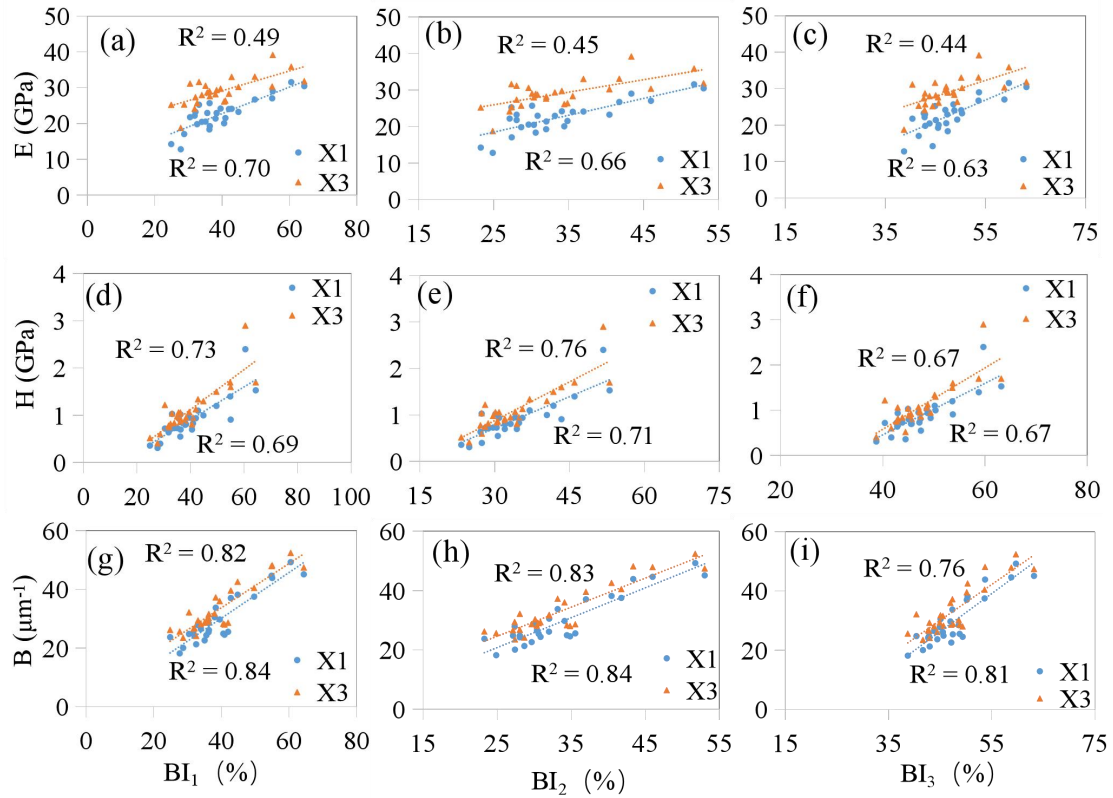 (a)
R² = 0.49
R² = 0.70
X1
X3
E (GPa)
50
40
30
20
10
0
0 20 40 60 80
(b)
R² = 0.45
R² = 0.66
X1
X3
50
40
30
20
10
0
15 25 35 45 55
(c)
R² = 0.44
R² = 0.63
X1
X3
50
40
30
20
10
0
15 35 55 75
(d)
R² = 0.73
R² = 0.69
X1
X3
H (GPa)
4
3
2
1
0
0 20 40 60 80 100
(e)
R² = 0.76
R² = 0.71
X1
X3
4
3
2
1
0
15 30 45 60 75
(f)
R² = 0.67
R² = 0.67
X1
X3
4
3
2
1
0
20 40 60 80
(g)
R² = 0.82
R² = 0.84
X1
X3
B (μm⁻¹)
60
40
20
0
0 20 40 60 80
BI₁ (%)
(h)
R² = 0.83
R² = 0.84
X1
X3
60
40
20
0
15 25 35 45 55
BI₂ (%)
(i)
R² = 0.76
R² = 0.81
X1
X3
60
40
20
0
15 35 55 75
BI₃ (%)